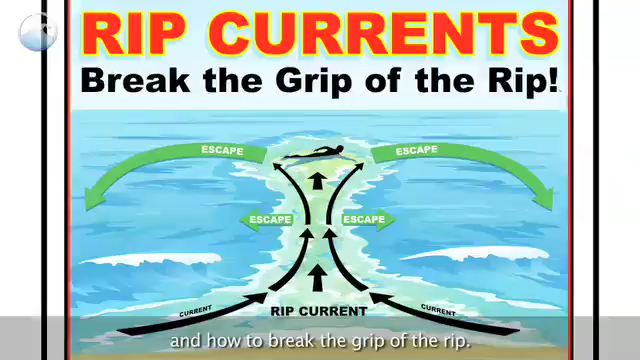 RIP CURRENTS
Break the Grip of the Rip!
ESCAPE
ESCAPE
ESCAPE
ESCAPE
CURRENT
RIP CURRENT
CURRENT
and how to break the grip of the rip.